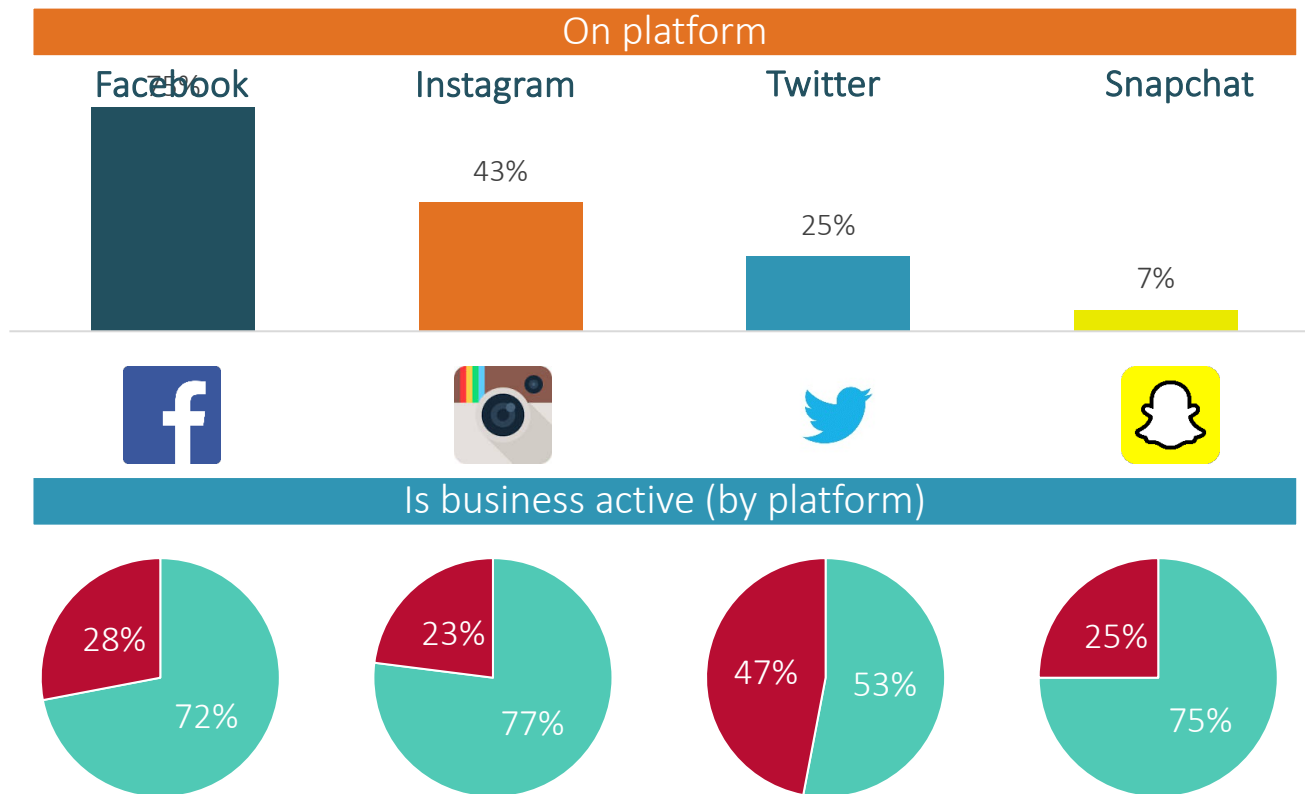 On platform
Facebook
75%
Instagram
Twitter
Snapchat
43%
25%
7%
Is business active (by platform)
28%
72%
23%
77%
47%
53%
25%
75%